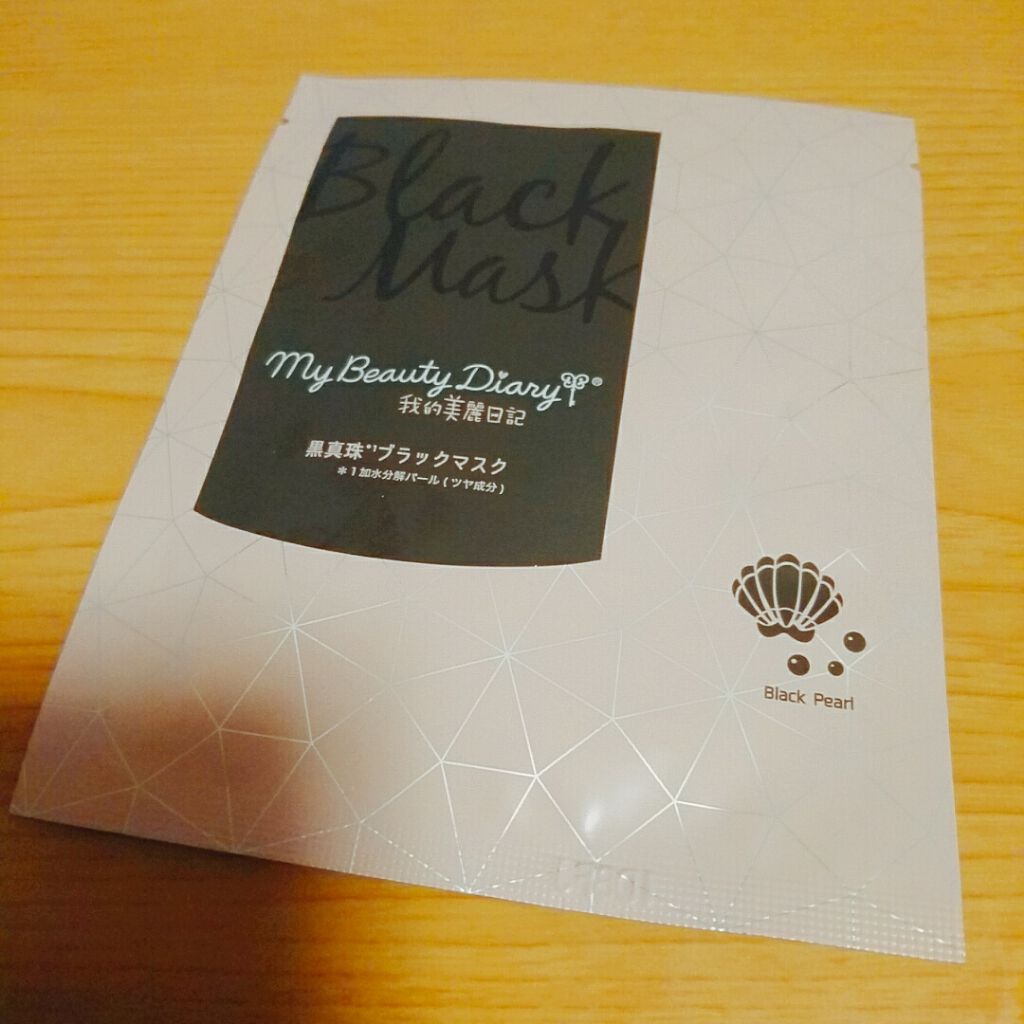 Black
Mask
My Beauty Diary®
我的美麗日記
黒真珠*1ブラックマスク
*1加水分解パール(ツヤ成分)
Black Pearl